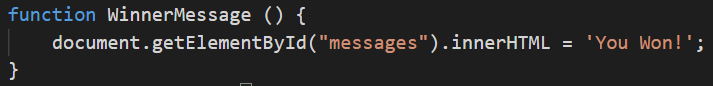 function WinnerMessage () {
    document.getElementById("messages").innerHTML = 'You Won!';
}